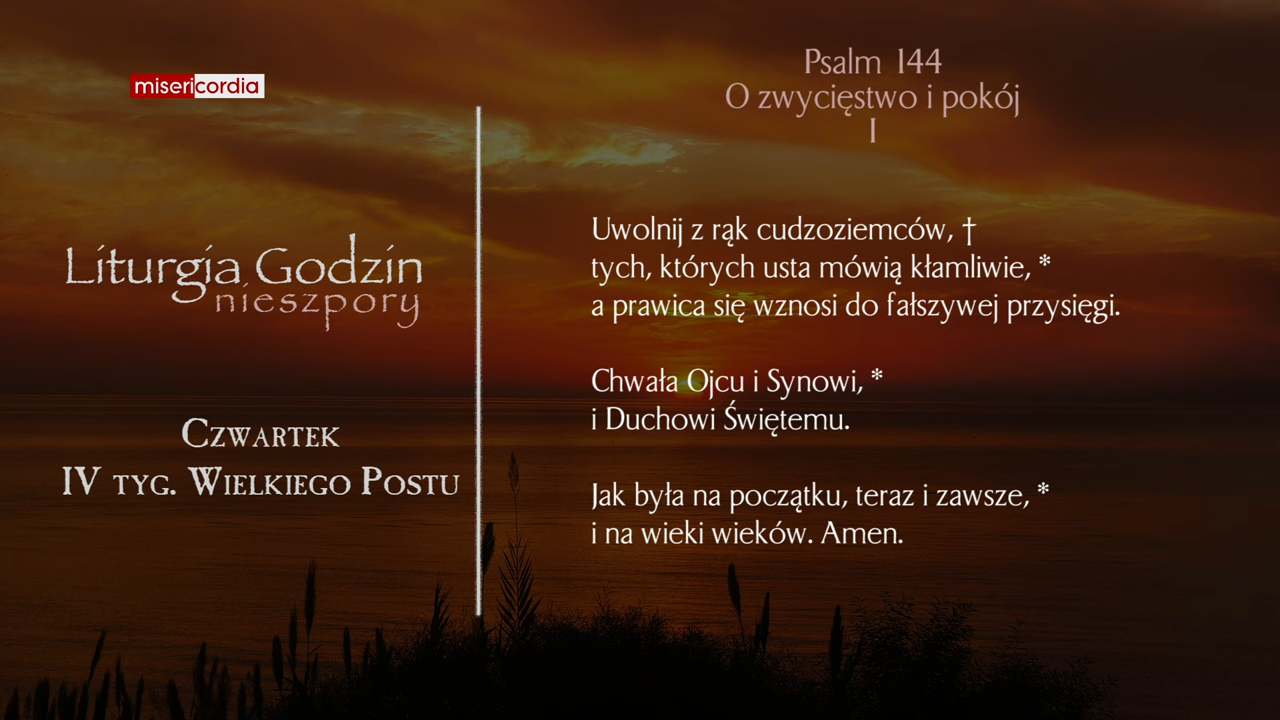 misericordia
Liturgia Godzin
nieszpory
Czwartek
IV tyg. Wielkiego Postu
Psalm 144
O zwycięstwo i pokój
I
Uwolnij z rąk cudzoziemców, †
tych, których usta mówią kłamliwie, *
a prawica się wznosi do fałszywej przysięgi.
Chwała Ojcu i Synowi, *
i Duchowi Świętemu.
Jak była na początku, teraz i zawsze, *
i na wieki wieków. Amen.